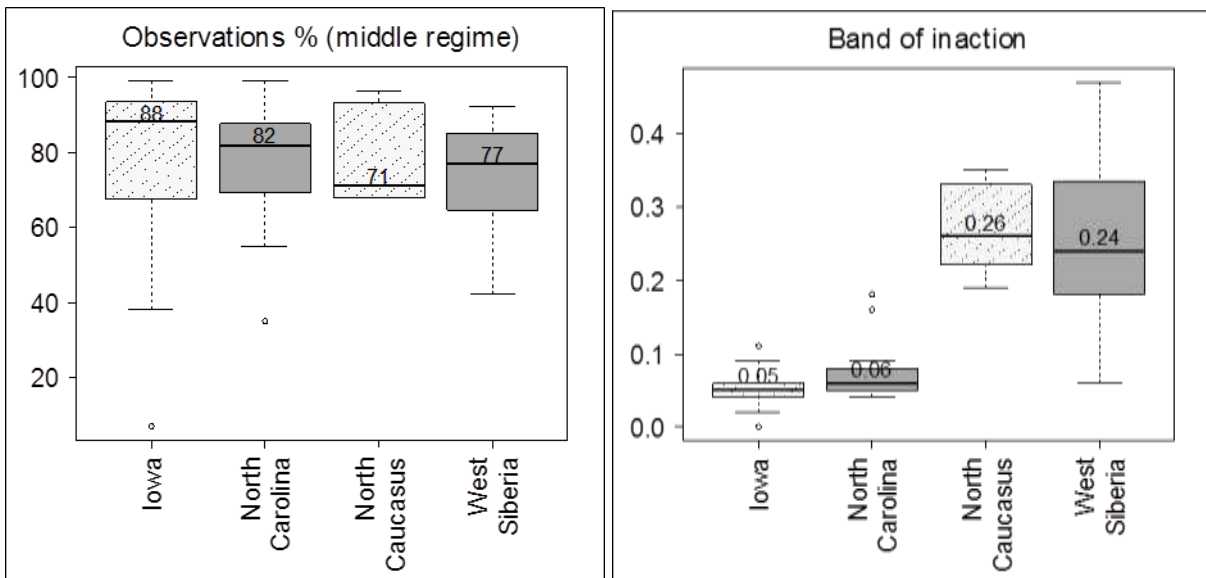 Observations % (middle regime)
100
80
60
40
20
88
82
71
77
Iowa
North
Carolina
North
Caucasus
West
Siberia
Band of inaction
0.4
0.3
0.2
0.1
0.0
0.05
0.06
0.26
0.24
Iowa
North
Carolina
North
Caucasus
West
Siberia